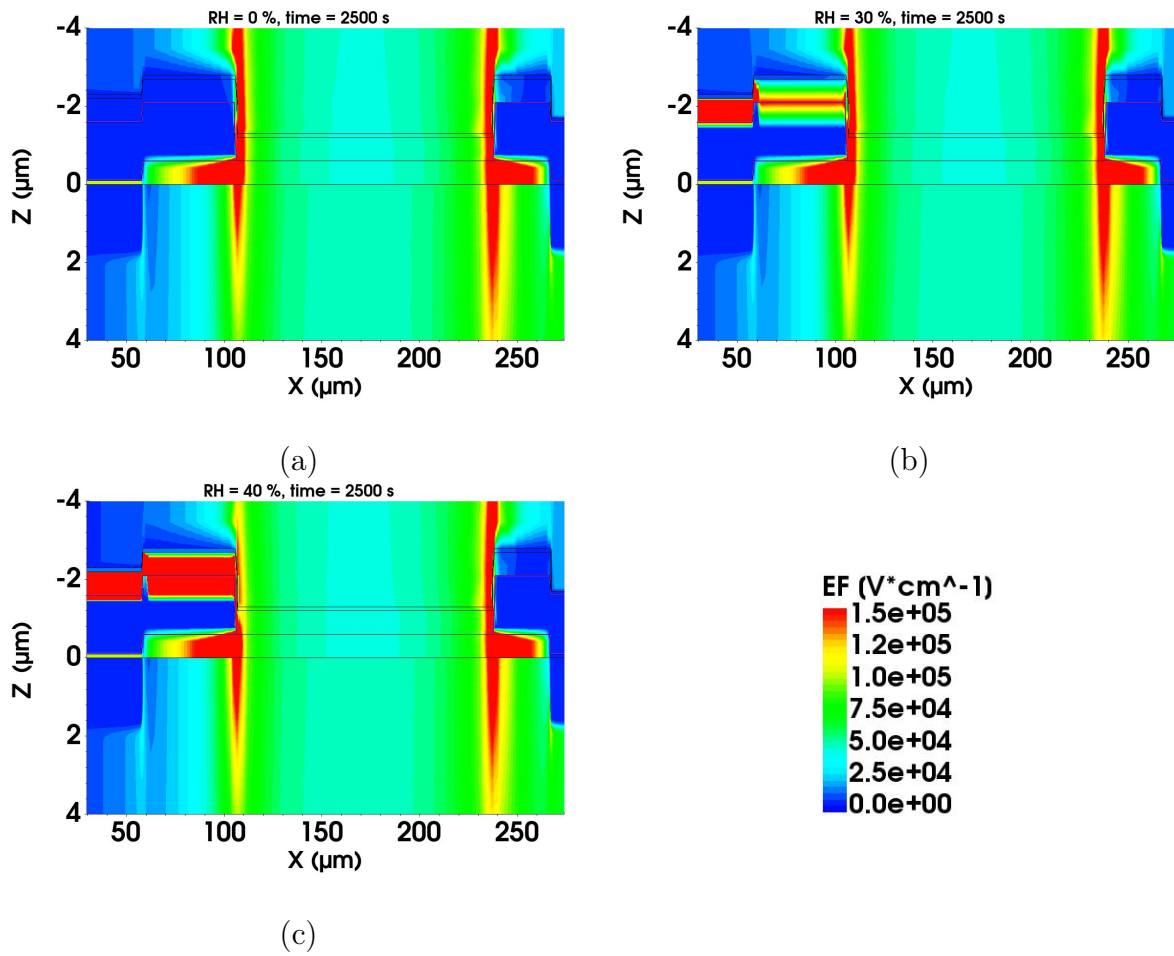 RH = 0 %, time = 2500 s
-4
-2
0
2
4
Z (µm)
50
100
150
200
250
X (µm)
(a)
RH = 30 %, time = 2500 s
-4
-2
0
2
4
Z (µm)
50
100
150
200
250
X (µm)
(b)
RH = 40 %, time = 2500 s
-4
-2
0
2
4
Z (µm)
50
100
150
200
250
X (µm)
(c)
EF (V*cm^-1)
1.5e+05
1.2e+05
1.0e+05
7.5e+04
5.0e+04
2.5e+04
0.0e+00